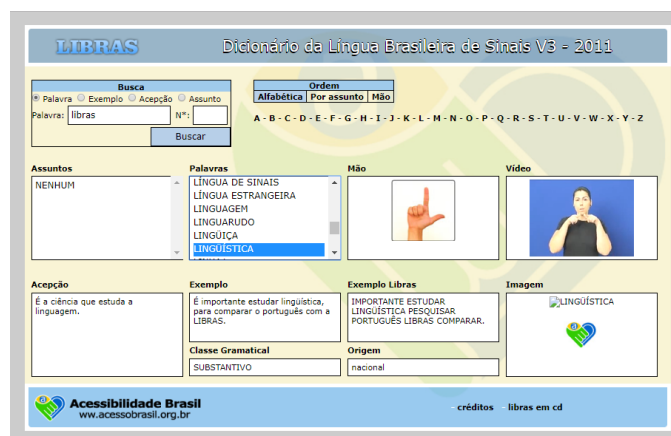 LIBRAS
Dicionário da Língua Brasileira de Sinais V3 - 2011
Busca
Palavra Exemplo Acepção Assunto
Palavra: libras Nº:
Buscar
Ordem
Alfabética Por assunto Mão
A - B - C - D - E - F - G - H - I - J - K - L - M - N - O - P - Q - R - S - T - U - V - W - X - Y - Z
Assuntos
NENHUM
Palavras
LÍNGUA DE SINAIS
LÍNGUA ESTRANGEIRA
LINGUAGEM
LINGUARUDO
LINGÜIÇA
LINGÜÍSTICA
Mão
Vídeo
Acepção
É a ciência que estuda a
linguagem.
Exemplo
É importante estudar lingüística,
para comparar o português com a
LIBRAS.
Exemplo Libras
IMPORTANTE ESTUDAR
LINGÜÍSTICA PESQUISAR
PORTUGUÊS LIBRAS COMPARAR.
Imagem
LINGÜÍSTICA
Classe Gramatical
SUBSTANTIVO
Origem
nacional
Acessibilidade Brasil
ww.acessobrasil.org.br
- créditos - libras em cd